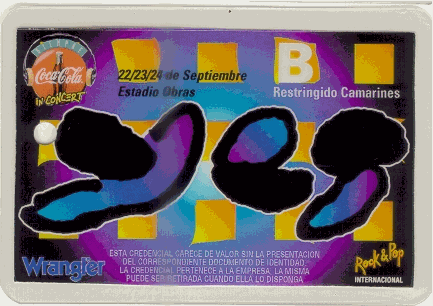 SIEMPRE
Coca-Cola
IN CONCERT
22/23/24 de Septiembre
Estadio Obras
B
Restringido Camarines
Yes
Wrangler
ESTA CREDENCIAL CARECE DE VALOR SIN LA PRESENTACION
DEL CORRESPONDIENTE DOCUMENTO DE IDENTIDAD.
LA CREDENCIAL PERTENECE A LA EMPRESA, LA MISMA
PUEDE SER RETIRADA CUANDO ELLA LO DISPONGA
Rock & Pop
INTERNACIONAL